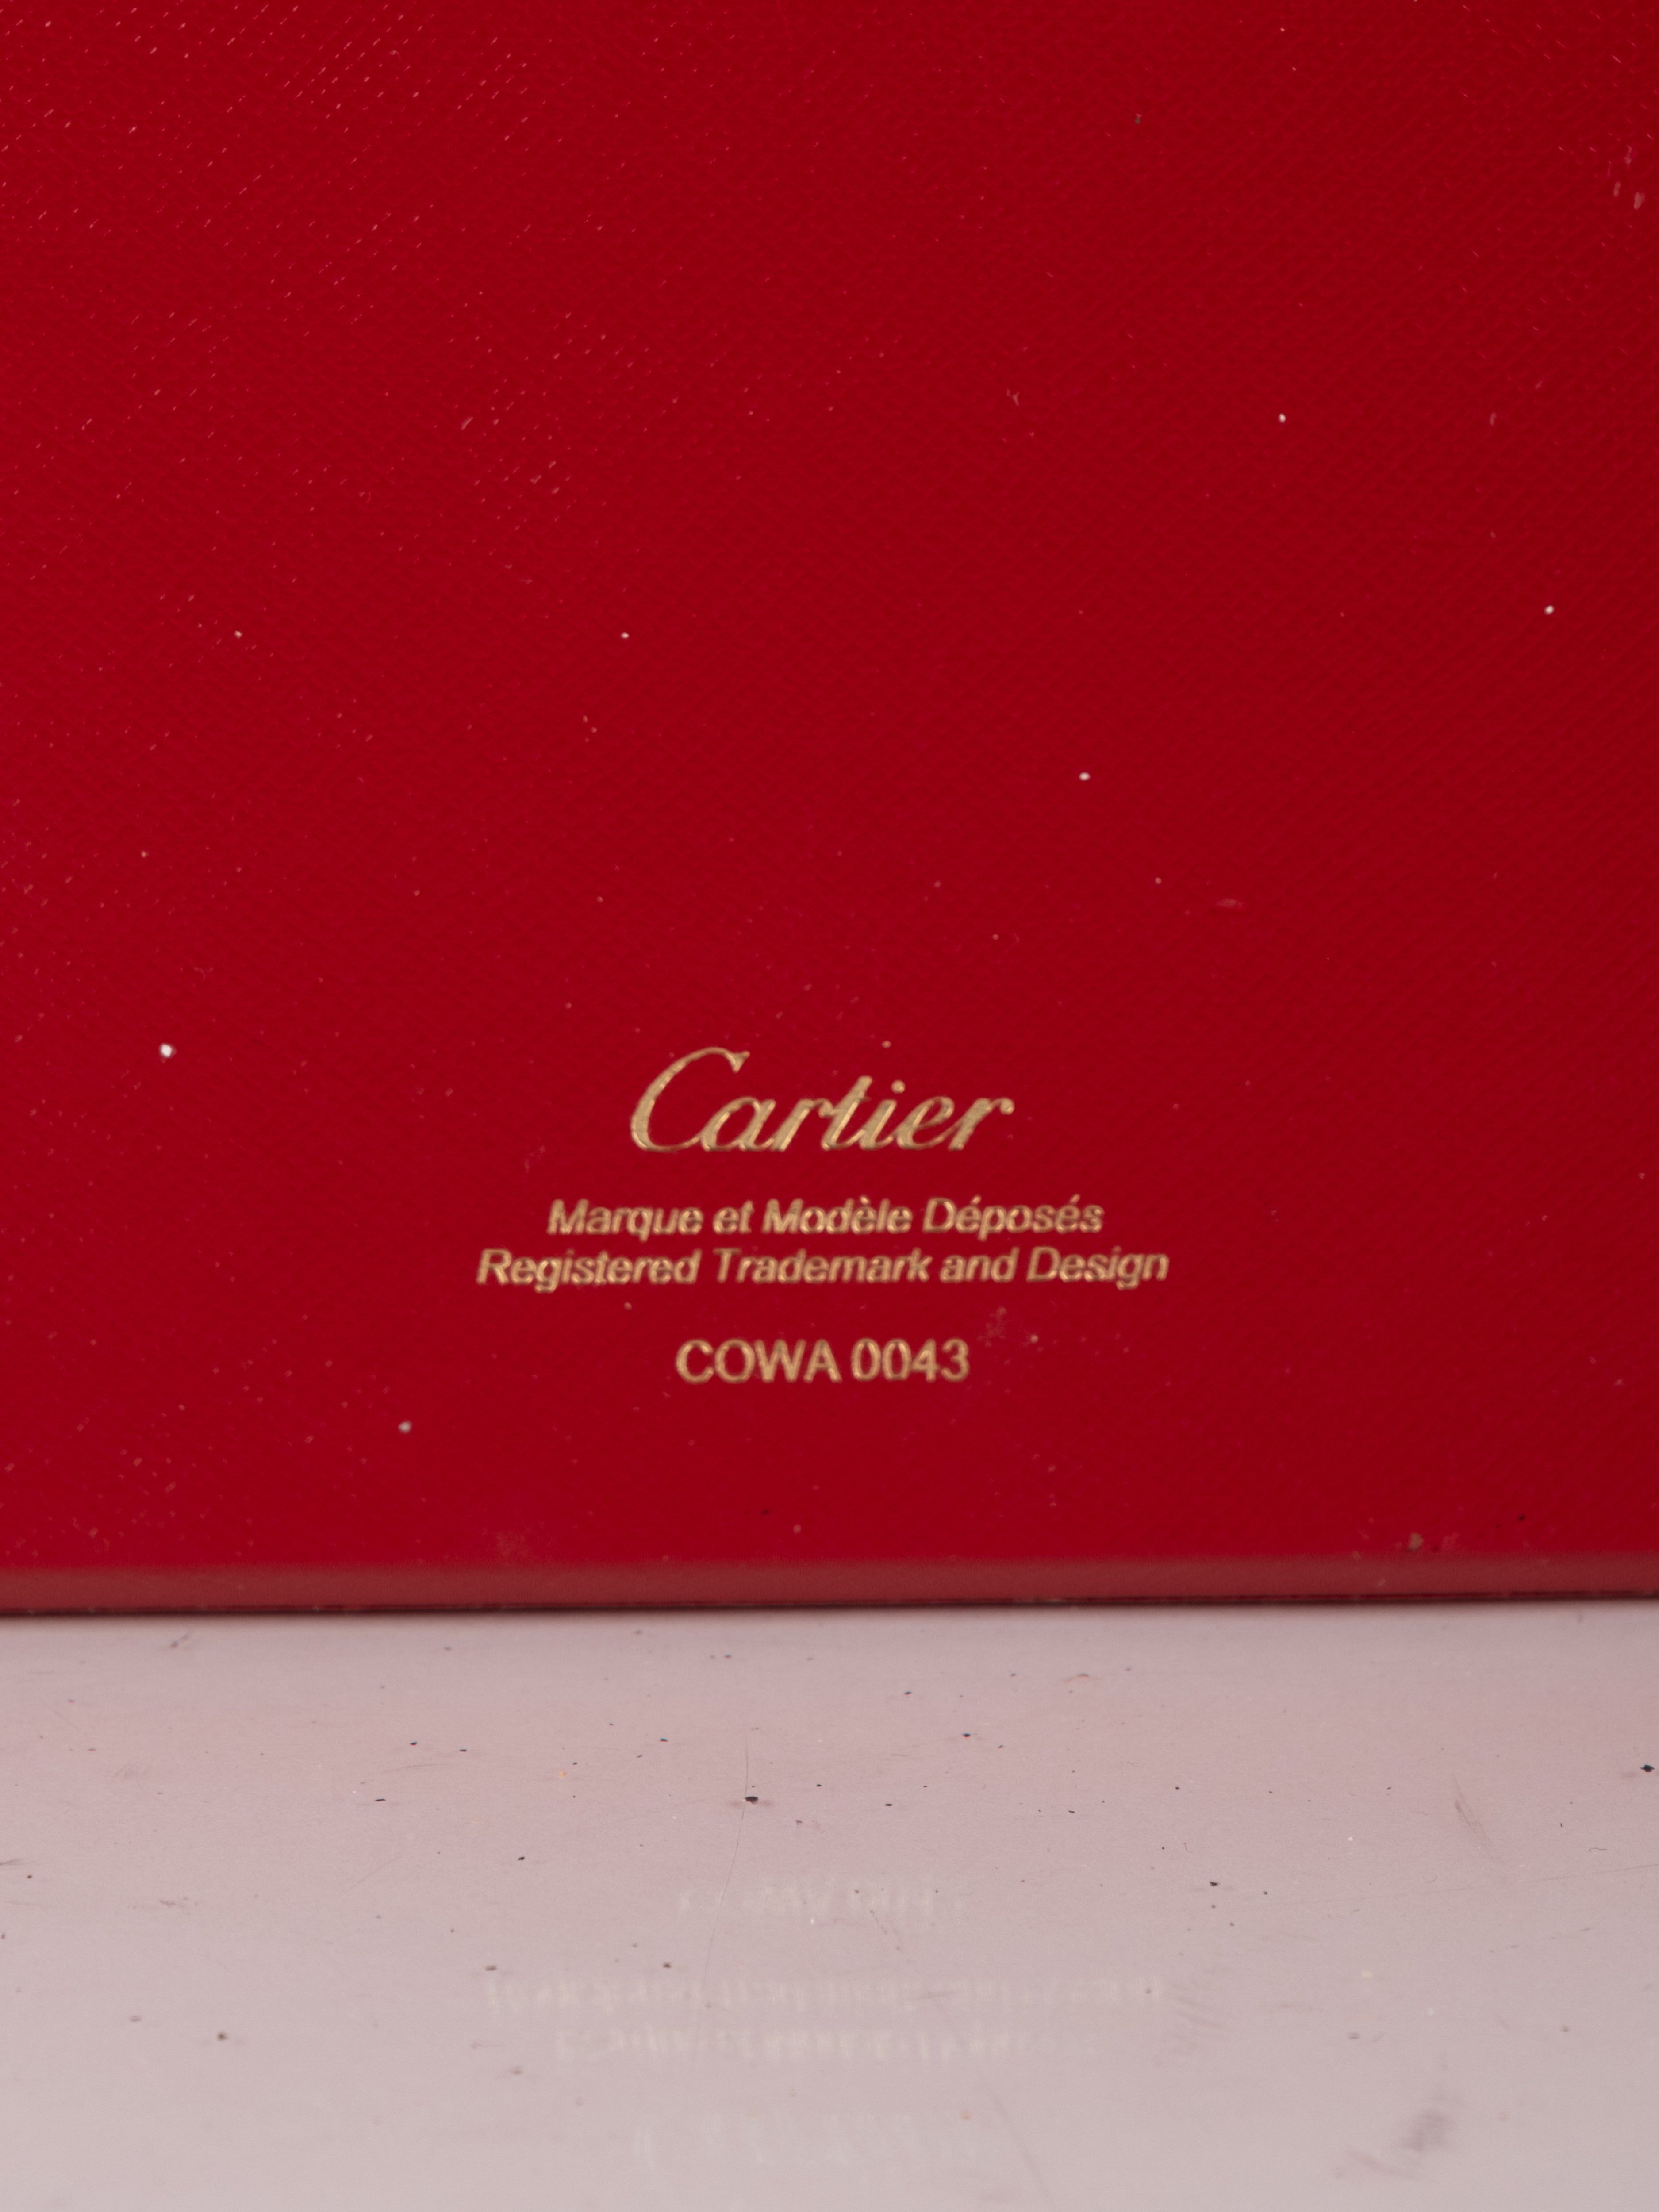 Cartier
Marque et Modèle Déposés
Registered Trademark and Design
COWA 0043